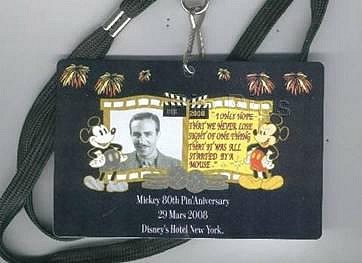 2008
" I ONLY HOPE
THAT WE NEVER LOSE
SIGHT OF ONE THING
THAT IT WAS ALL
STARTED BY A
MOUSE."
Mickey 80th Pin'Aniversary
29 Mars 2008
Disney's Hotel New York.